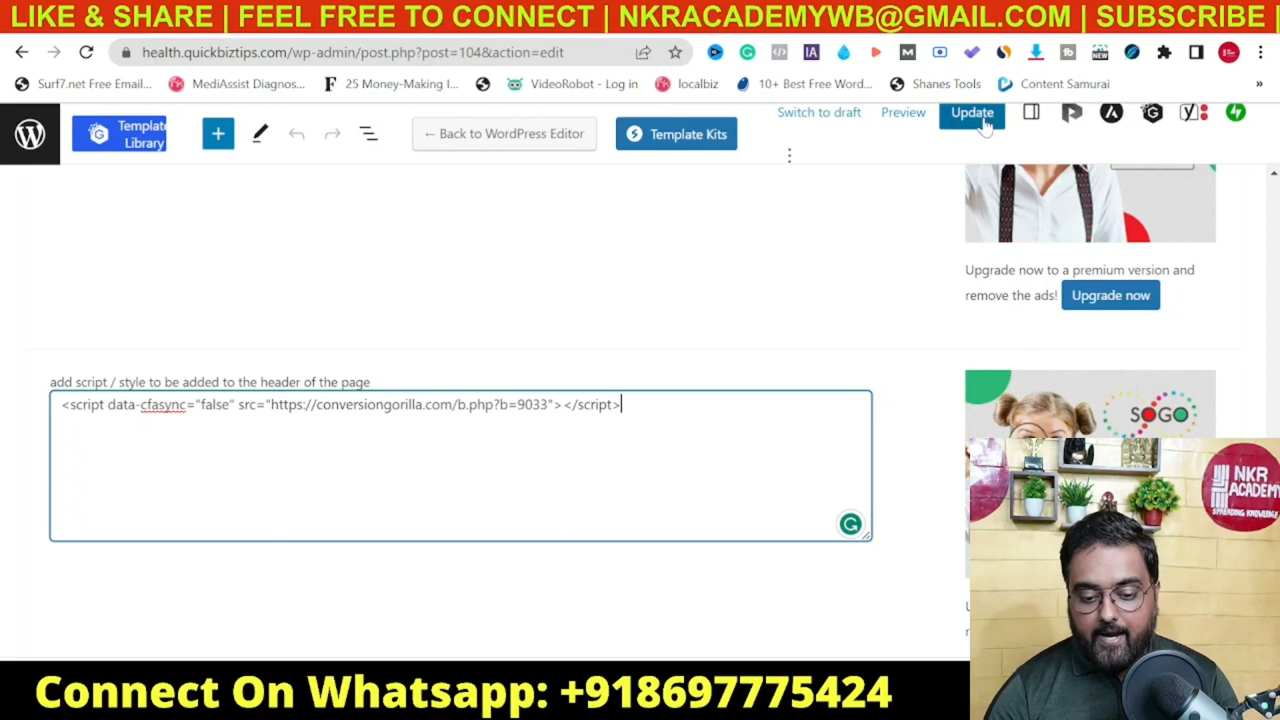 LIKE & SHARE | FEEL FREE TO CONNECT | NKRACADEMYWB@GMAIL.COM | SUBSCRIBE |
health.quickbiztips.com/wp-admin/post.php?post=104&action=edit
Surf7.net Free Email...
MediAssist Diagnos...
25 Money-Making I...
VideoRobot - Log in
localbiz
10+ Best Free Word...
Shanes Tools
Content Samurai
»
Template Library
← Back to WordPress Editor
Template Kits
Switch to draft
Preview
Update
Upgrade now to a premium version and
remove the ads! Upgrade now
add script / style to be added to the header of the page
<script data-cfasync="false" src="https://conversiongorilla.com/b.php?b=9033"> </script>
SOGO
NKR
ACADEMY
SPREADING KNOWLEDGE
Connect On Whatsapp: +918697775424